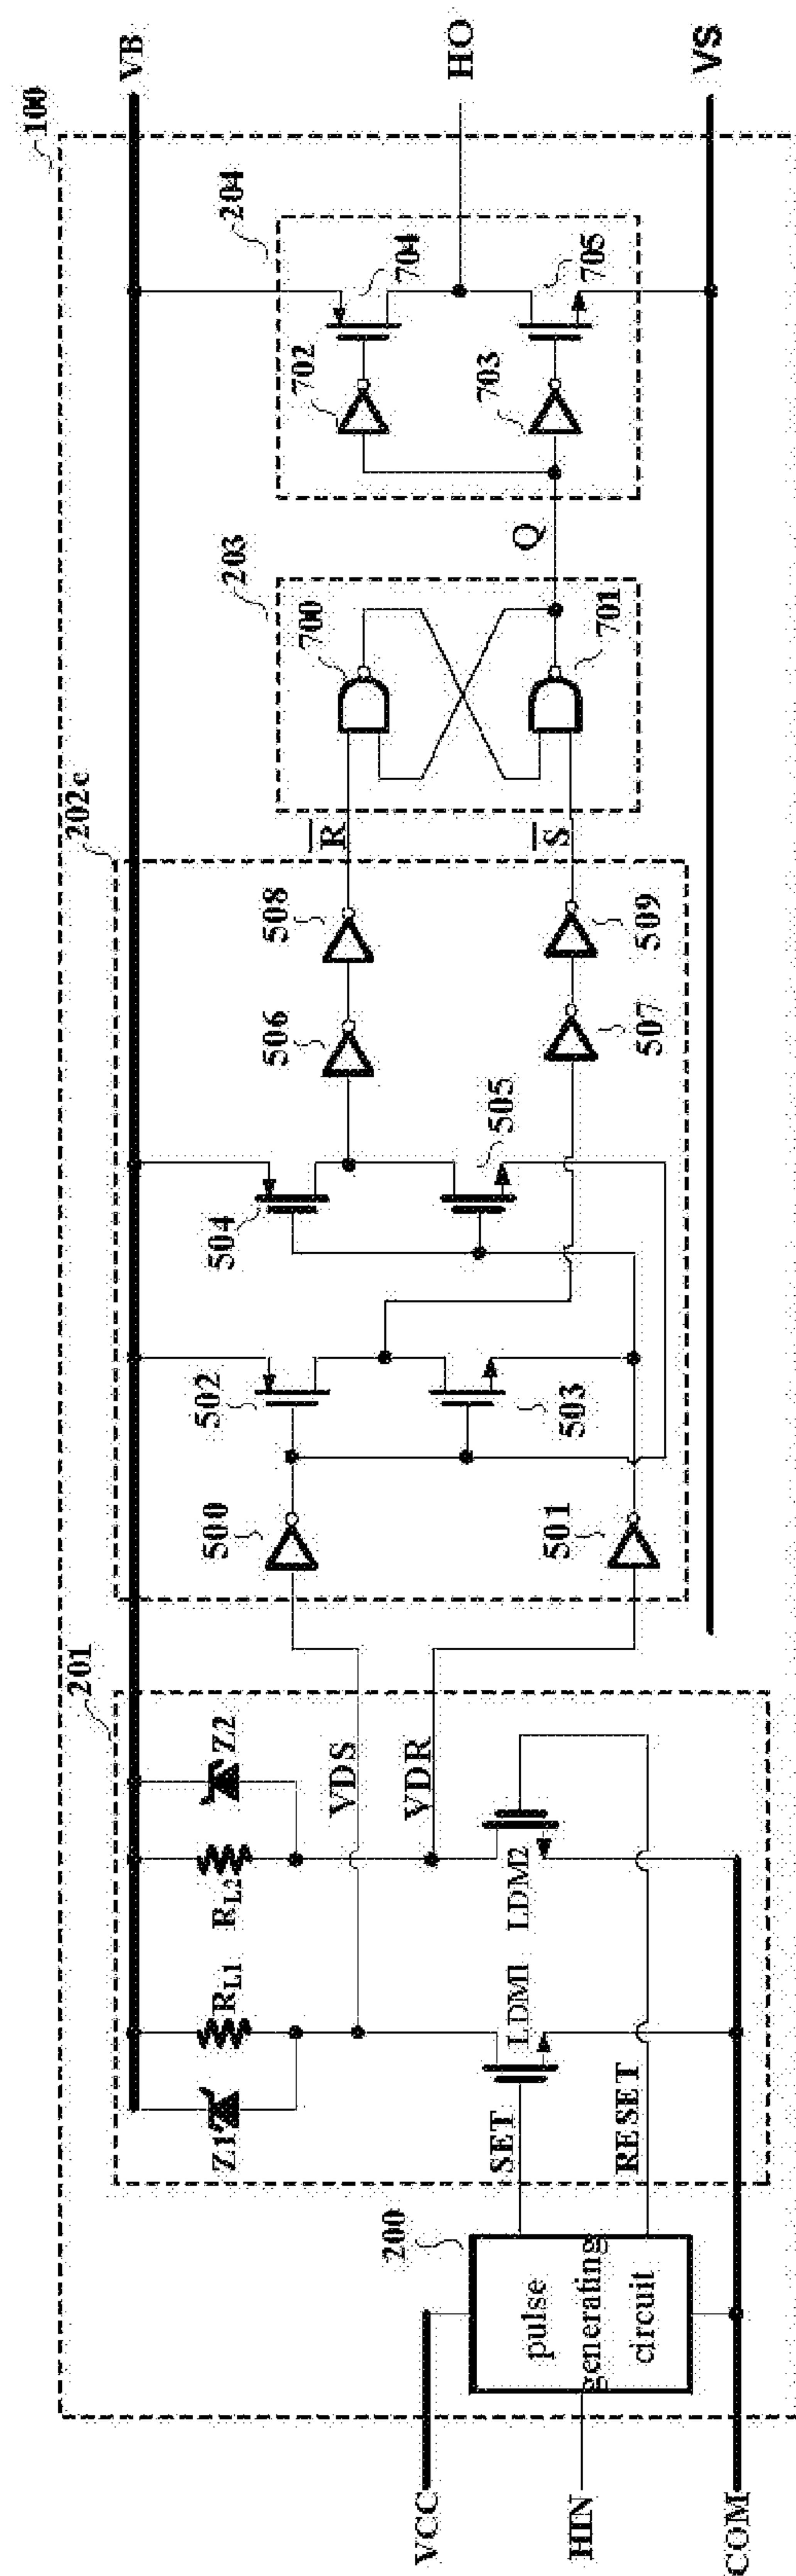 100
VB
HO
VS
204
702
704
703
705
203
700
701
Q
202c
R
S
508
506
509
507
504
505
502
503
500
501
201
Z2
RL2
RL1
Z1
VDS
VDR
LDM2
LDM1
SET
RESET
200
pulse
generating
circuit
VCC
HIN
COM